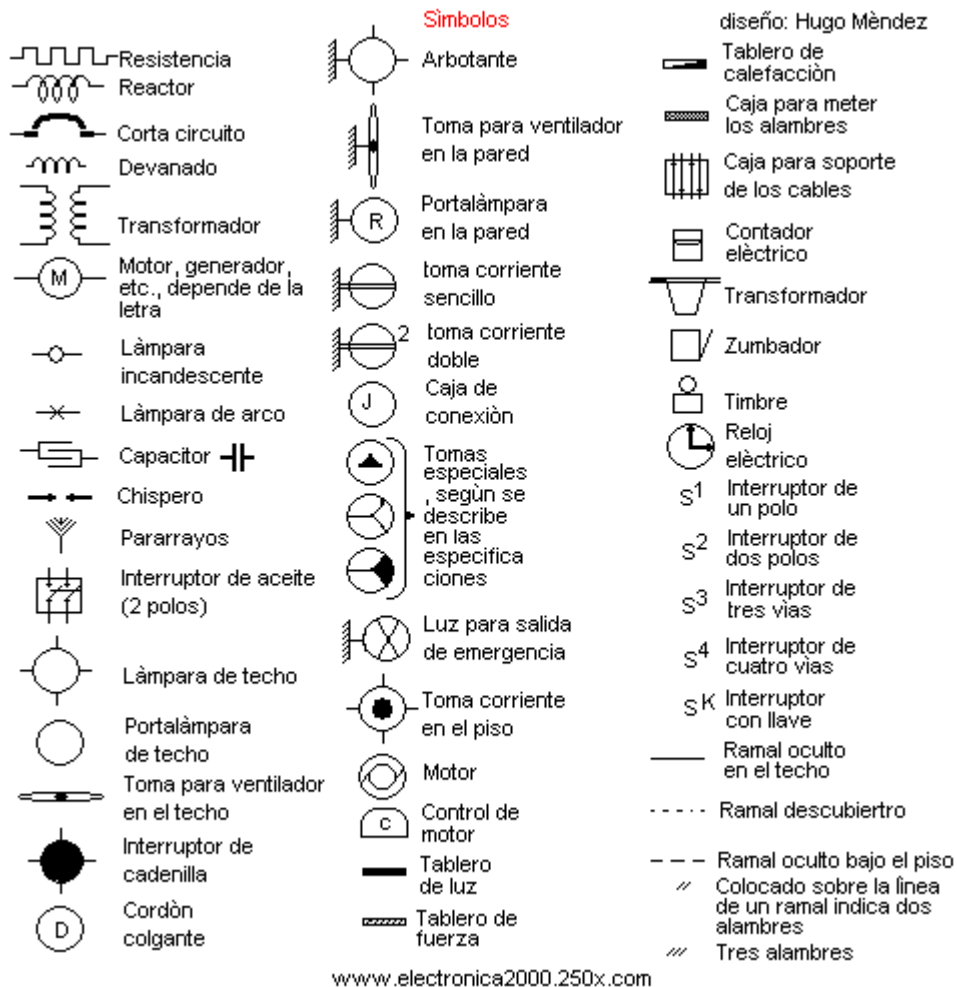 Sìmbolos
diseño: Hugo Mèndez
Resistencia
Reactor
Corta circuito
Devanado
Transformador
M
Motor, generador,
etc., depende de la
letra
Làmpara
incandescente
Làmpara de arco
Capacitor
Chispero
Pararrayos
Interruptor de aceite
(2 polos)
Làmpara de techo
Portalàmpara
de techo
Toma para ventilador
en el techo
Interruptor de
cadenilla
D
Cordòn
colgante
Arbotante
Toma para ventilador
en la pared
R
Portalàmpara
en la pared
toma corriente
sencillo
2
toma corriente
doble
J
Caja de
conexiòn
Tomas
especiales
, segùn se
describe
en las
especifica
ciones
Luz para salida
de emergencia
Toma corriente
en el piso
Motor
C
Control de
motor
Tablero
de luz
Tablero de
fuerza
Tablero de
calefacciòn
Caja para meter
los alambres
Caja para soporte
de los cables
Contador
elèctrico
Transformador
Zumbador
Timbre
Reloj
elèctrico
S1 Interruptor de
un polo
S2 Interruptor de
dos polos
S3 Interruptor de
tres vìas
S4 Interruptor de
cuatro vìas
SK Interruptor
con llave
Ramal oculto
en el techo
Ramal descubiertro
Ramal oculto bajo el piso
Colocado sobre la lìnea
de un ramal indica dos
alambres
Tres alambres
www.electronica2000.250x.com